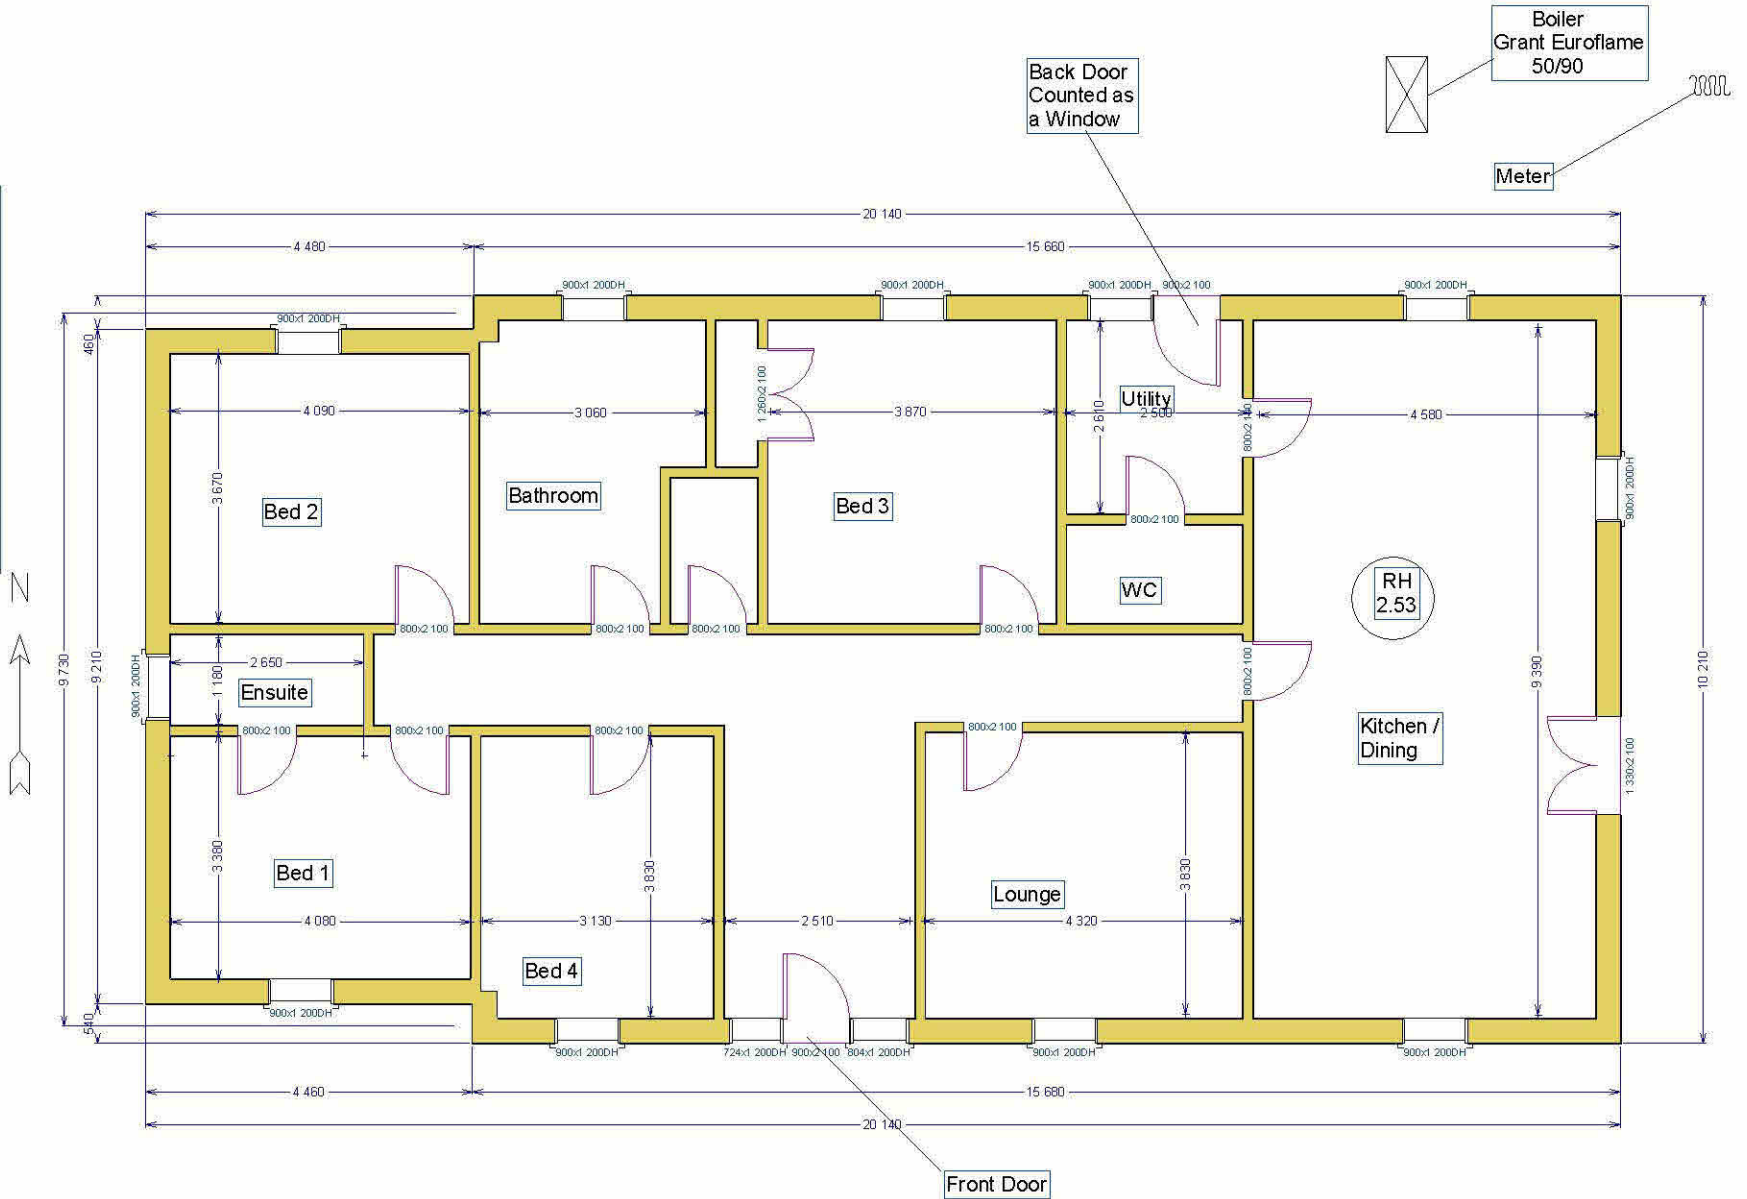 Boiler
Grant Euroflame
50/90
Back Door
Counted as
a Window
Meter
20 140
4 480
15 660
900x1 200DH
900x1 200DH
900x1 200DH
900x2 100
900x1 200DH
900x1 200DH
460
4 090
3 060
1 260x2 100
3 870
2 610
Utility
2 500
800x2 100
4 580
3 670
Bed 2
Bathroom
Bed 3
900x1 200DH
800x2 100
WC
RH
2.53
N
800x2 100
800x2 100
800x2 100
800x2 100
9 730
9 210
900x1 200DH
2 650
1 180
Ensuite
800x2 100
9 390
10 210
800x2 100
800x2 100
800x2 100
800x2 100
Kitchen /
Dining
1 330x2 100
3 380
Bed 1
3 830
3 830
Lounge
4 080
3 130
2 510
4 320
Bed 4
540
900x1 200DH
900x1 200DH
724x1 200DH
900x2 100
804x1 200DH
900x1 200DH
900x1 200DH
4 460
15 680
20 140
Front Door